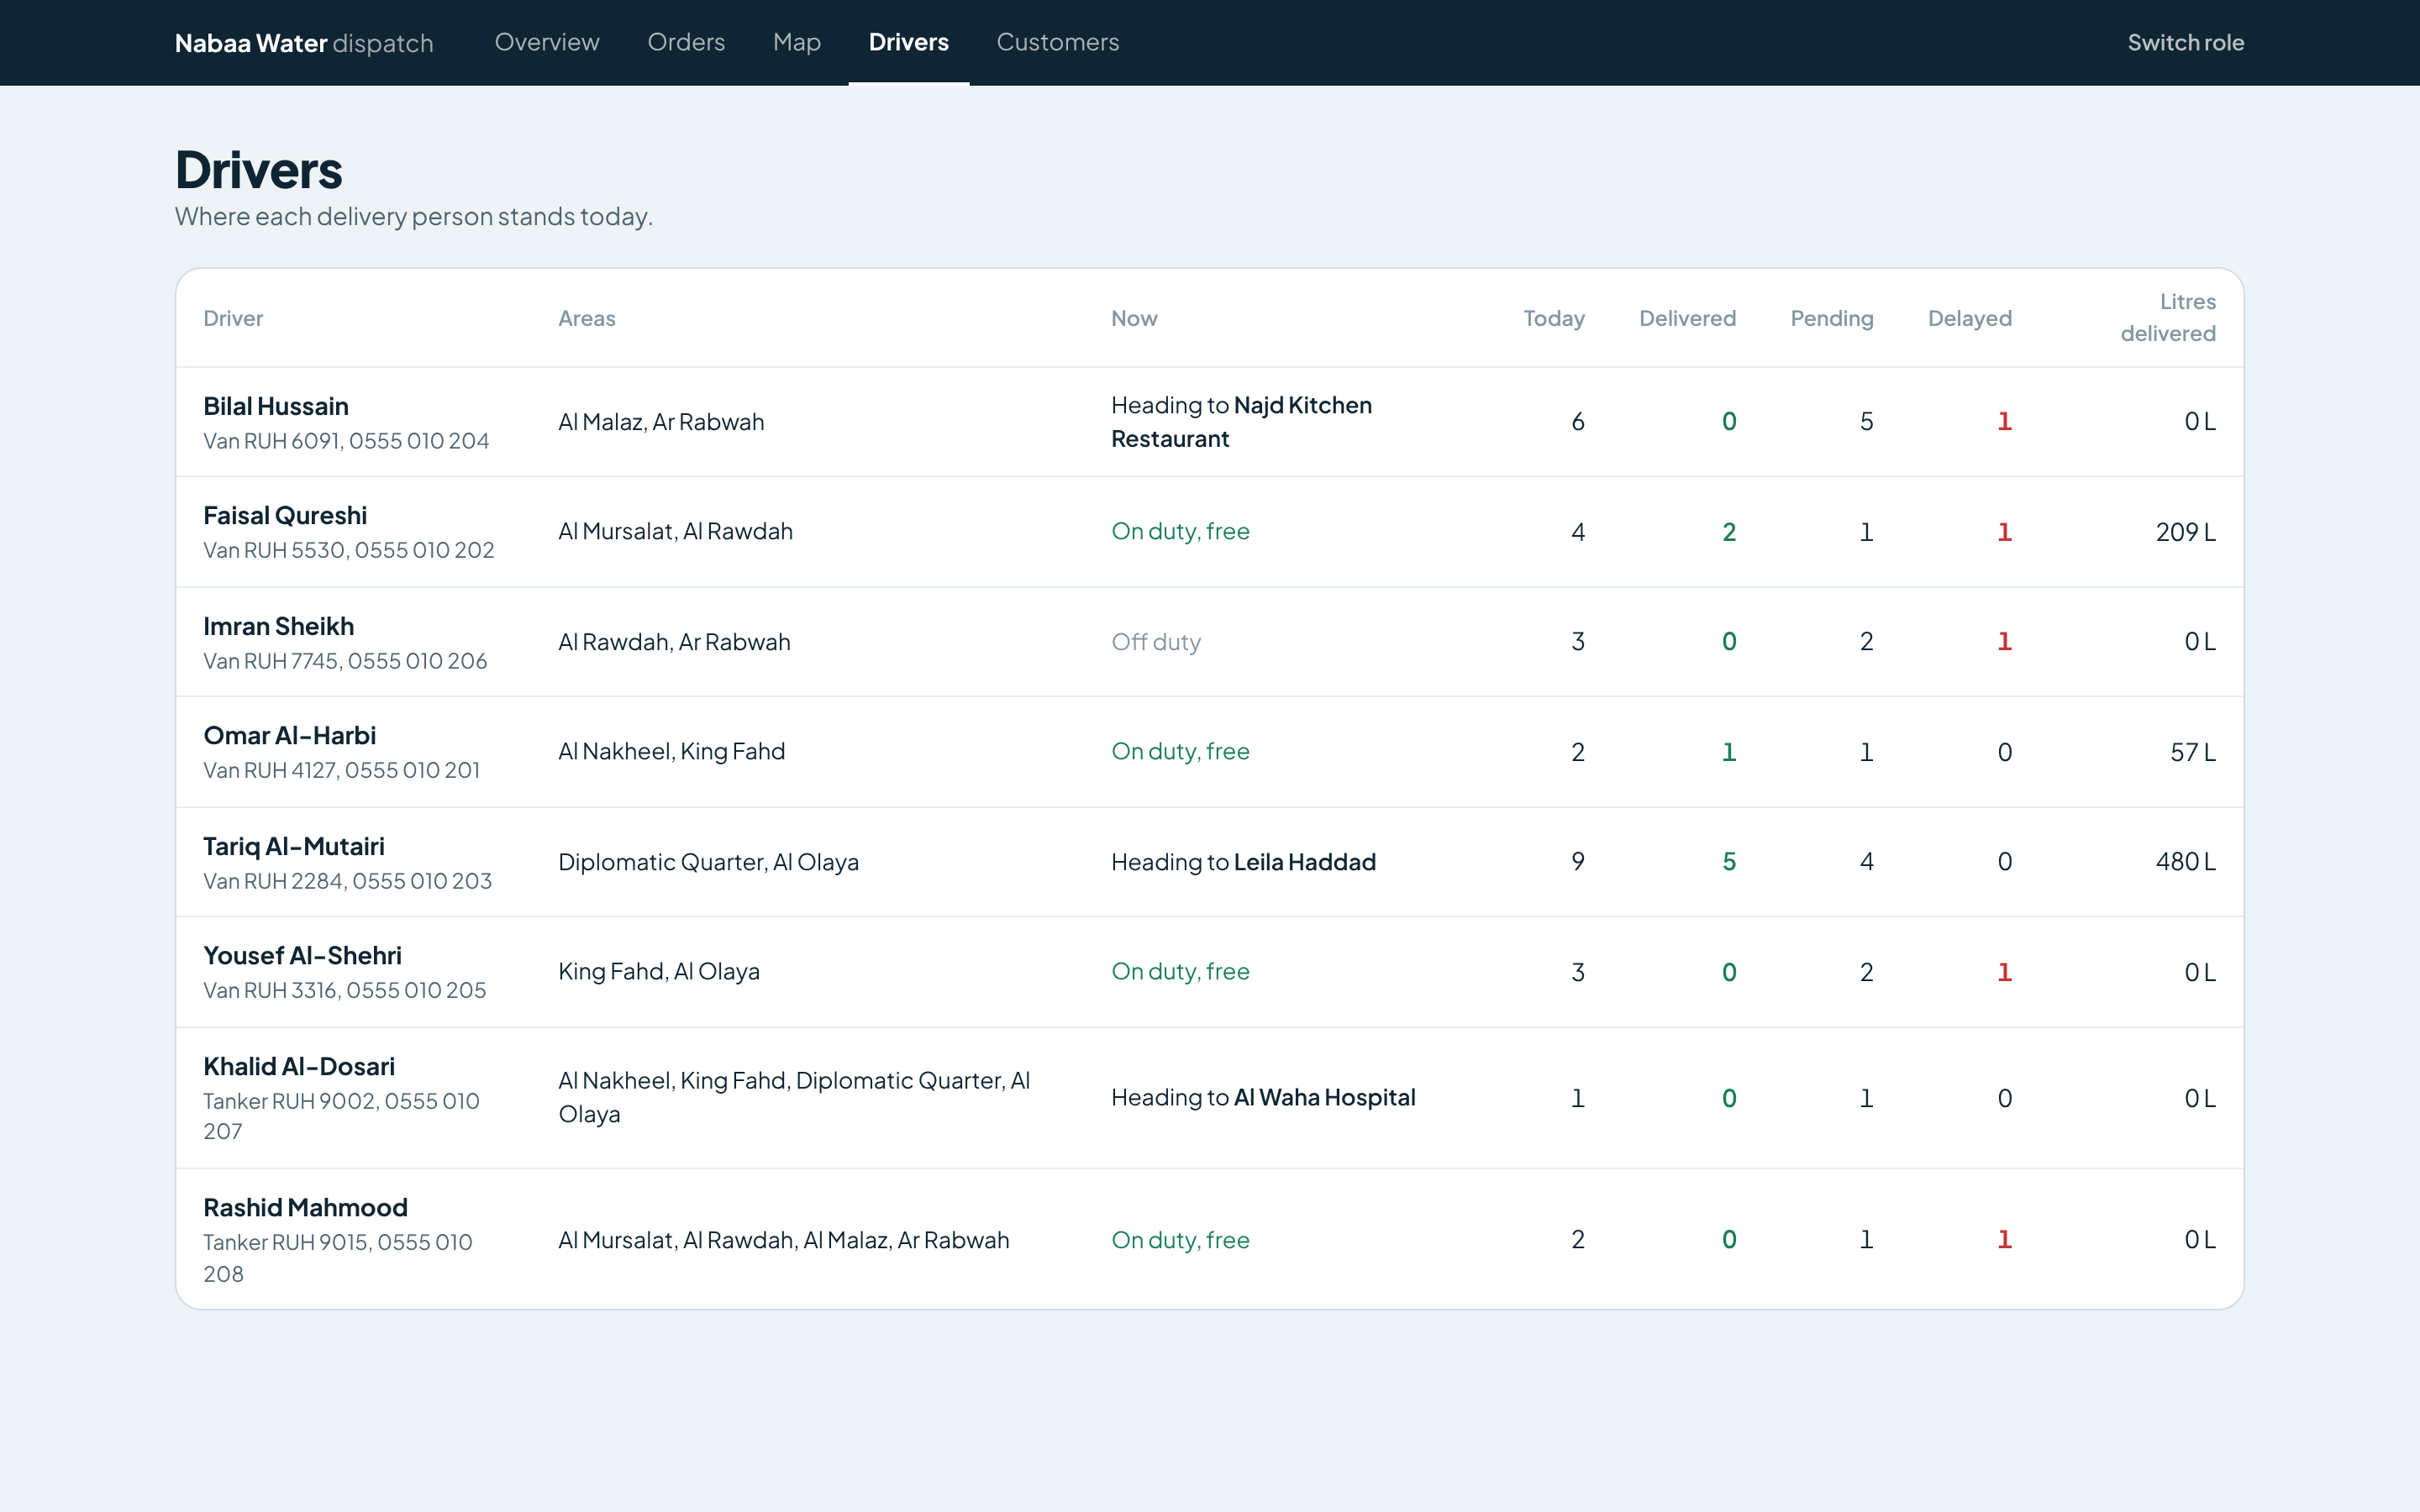 Nabaa Water dispatch Overview Orders Map Drivers Customers Switch role
Drivers
Where each delivery person stands today.
Driver Areas Now Today Delivered Pending Delayed Litres delivered
Bilal Hussain
Van RUH 6091, 0555 010 204
Al Malaz, Ar Rabwah
Heading to Najd Kitchen
Restaurant
6 0 5 1 0 L
Faisal Qureshi
Van RUH 5530, 0555 010 202
Al Mursalat, Al Rawdah
On duty, free
4 2 1 1 209 L
Imran Sheikh
Van RUH 7745, 0555 010 206
Al Rawdah, Ar Rabwah
Off duty
3 0 2 1 0 L
Omar Al-Harbi
Van RUH 4127, 0555 010 201
Al Nakheel, King Fahd
On duty, free
2 1 1 0 57 L
Tariq Al-Mutairi
Van RUH 2284, 0555 010 203
Diplomatic Quarter, Al Olaya
Heading to Leila Haddad
9 5 4 0 480 L
Yousef Al-Shehri
Van RUH 3316, 0555 010 205
King Fahd, Al Olaya
On duty, free
3 0 2 1 0 L
Khalid Al-Dosari
Tanker RUH 9002, 0555 010
207
Al Nakheel, King Fahd, Diplomatic Quarter, Al
Olaya
Heading to Al Waha Hospital
1 0 1 0 0 L
Rashid Mahmood
Tanker RUH 9015, 0555 010
208
Al Mursalat, Al Rawdah, Al Malaz, Ar Rabwah
On duty, free
2 0 1 1 0 L